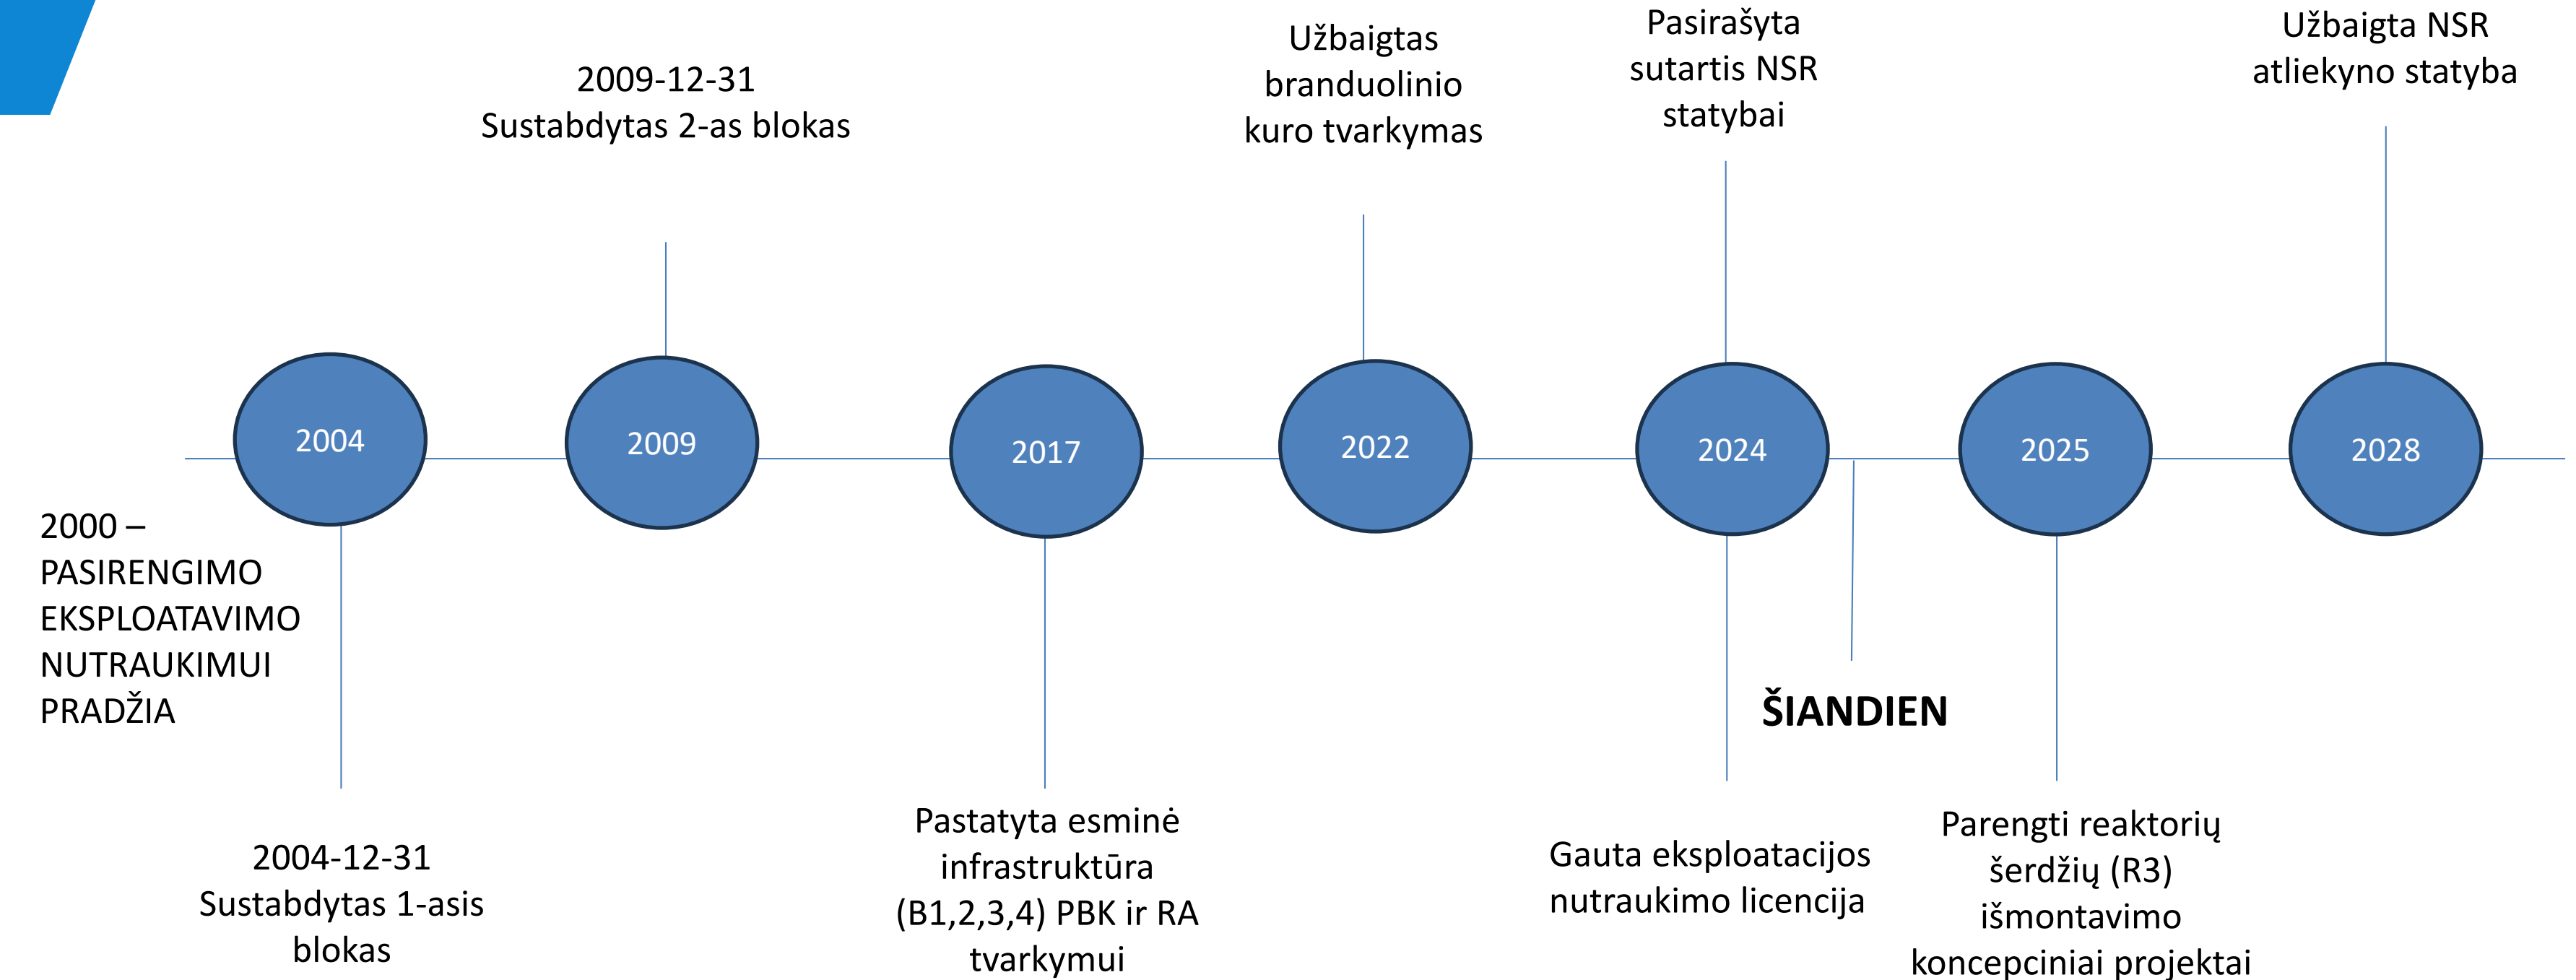 2000 –
PASIRENGIMO
EKSPLOATAVIMO
NUTRAUKIMUI
PRADŽIA
2004
2004-12-31
Sustabdytas 1-asis
blokas
2009-12-31
Sustabdytas 2-as blokas
2009
2017
Pastatyta esminė
infrastruktūra
(B1,2,3,4) PBK ir RA
tvarkymui
Užbaigtas
branduolinio
kuro tvarkymas
2022
Pasirašyta
sutartis NSR
statybai
2024
Gauta eksploatacijos
nutraukimo licencija
ŠIANDIEN
2025
Parengti reaktorių
šerdžių (R3)
išmontavimo
koncepciniai projektai
Užbaigta NSR
atliekyno statyba
2028